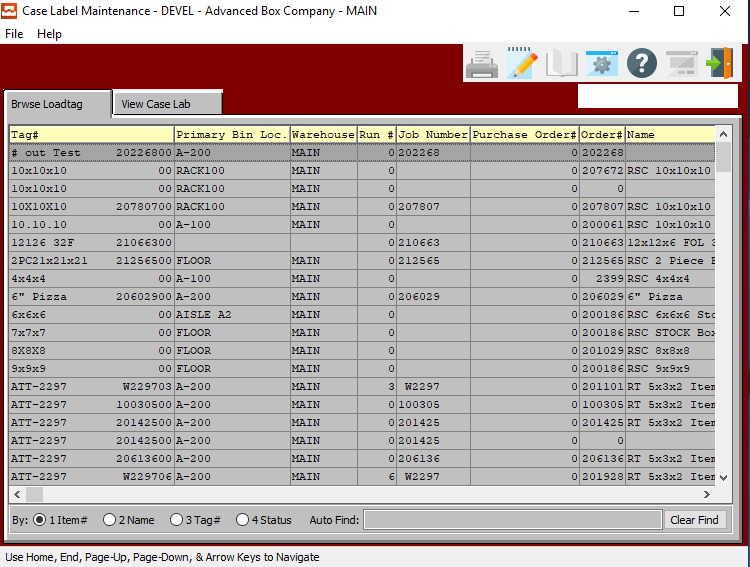 Case Label Maintenance - DEVEL - Advanced Box Company - MAIN
File Help
Brwse Loadtag View Case Lab
Tag# Primary Bin Loc. Warehouse Run # Job Number Purchase Order# Order# Name
# out Test 20226800 A-200 MAIN 0 202268 0 202268
10x10x10 00 RACK100 MAIN 0 0 207672 RSC 10x10x10
10x10x10 00 RACK100 MAIN 0 0 0
10X10X10 20780700 RACK100 MAIN 0 207807 0 207807 RSC 10x10x10
10.10.10 00 A-100 MAIN 0 0 200061 RSC 10x10x10
12126 32F 21066300 0 210663 0 210663 12x12x6 FOL 3
2PC21x21x21 21256500 FLOOR MAIN 0 212565 0 212565 RSC 2 Piece
4x4x4 00 A-100 MAIN 0 0 2399 RSC 4x4x4
6" Pizza 20602900 A-200 MAIN 0 206029 0 206029 6" Pizza
6x6x6 00 AISLE A2 MAIN 0 0 200186 RSC 6x6x6 Sto
7x7x7 00 FLOOR MAIN 0 0 200186 RSC STOCK Box
8X8X8 00 FLOOR MAIN 0 0 201029 RSC 8x8x8
9x9x9 00 FLOOR MAIN 0 0 200186 RSC 9x9x9
ATT-2297 W229703 A-200 MAIN 3 W2297 0 201101 RT 5x3x2 Item
ATT-2297 10030500 A-200 MAIN 0 100305 0 100305 RT 5x3x2 Item
ATT-2297 20142500 A-200 MAIN 0 201425 0 201425 RT 5x3x2 Item
ATT-2297 20142500 A-200 MAIN 0 201425 0 0
ATT-2297 20613600 A-200 MAIN 0 206136 0 206136 RT 5x3x2 Item
ATT-2297 W229706 A-200 MAIN 6 W2297 0 201928 RT 5x3x2 Item
By: 1 Item# 2 Name 3 Tag# 4 Status Auto Find: Clear Find
Use Home, End, Page-Up, Page-Down, & Arrow Keys to Navigate